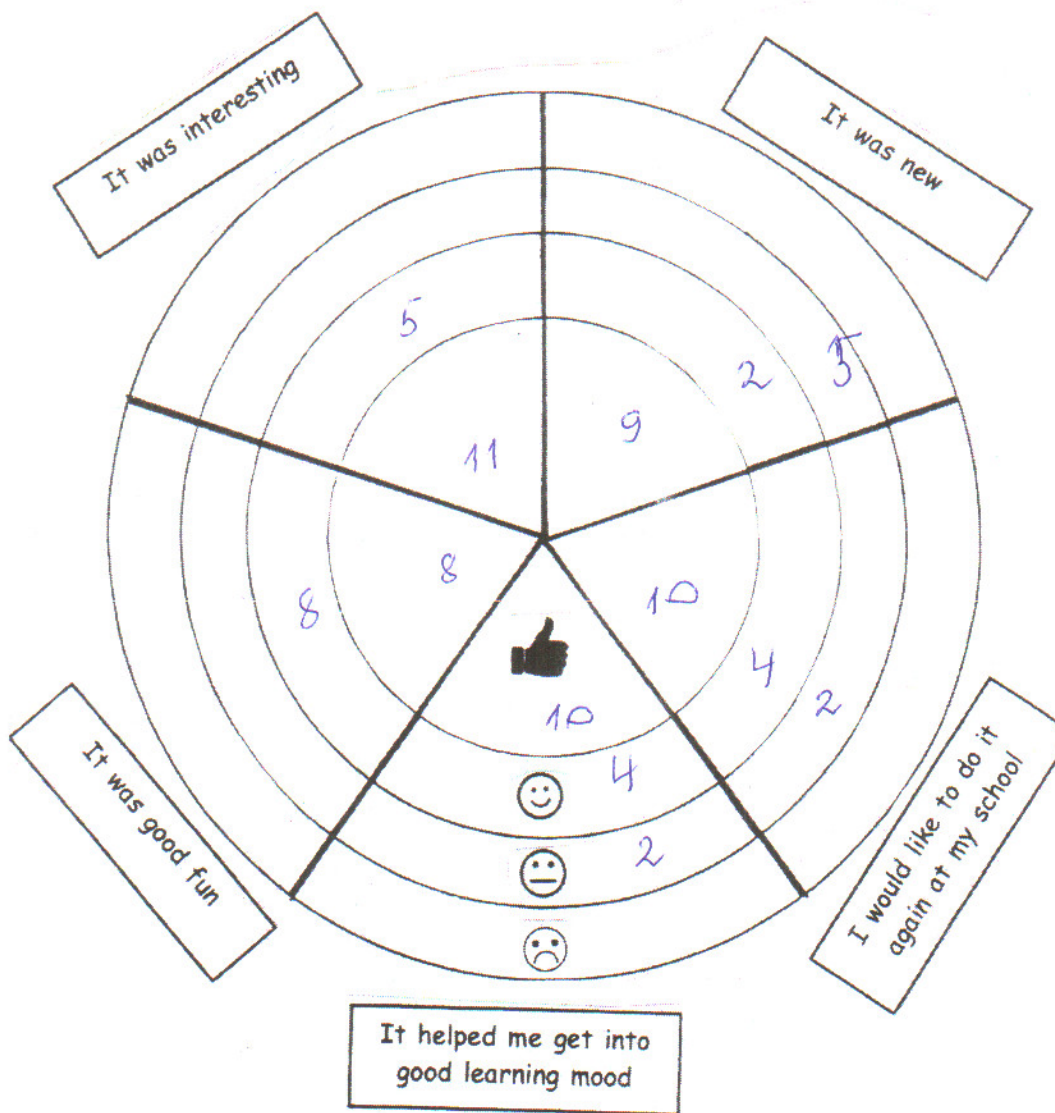 It was interesting
It was new
5
2
5
9
11
8
10
8
4
2
10
4
2
It was good fun
I would like to do it
again at my school
It helped me get into
good learning mood